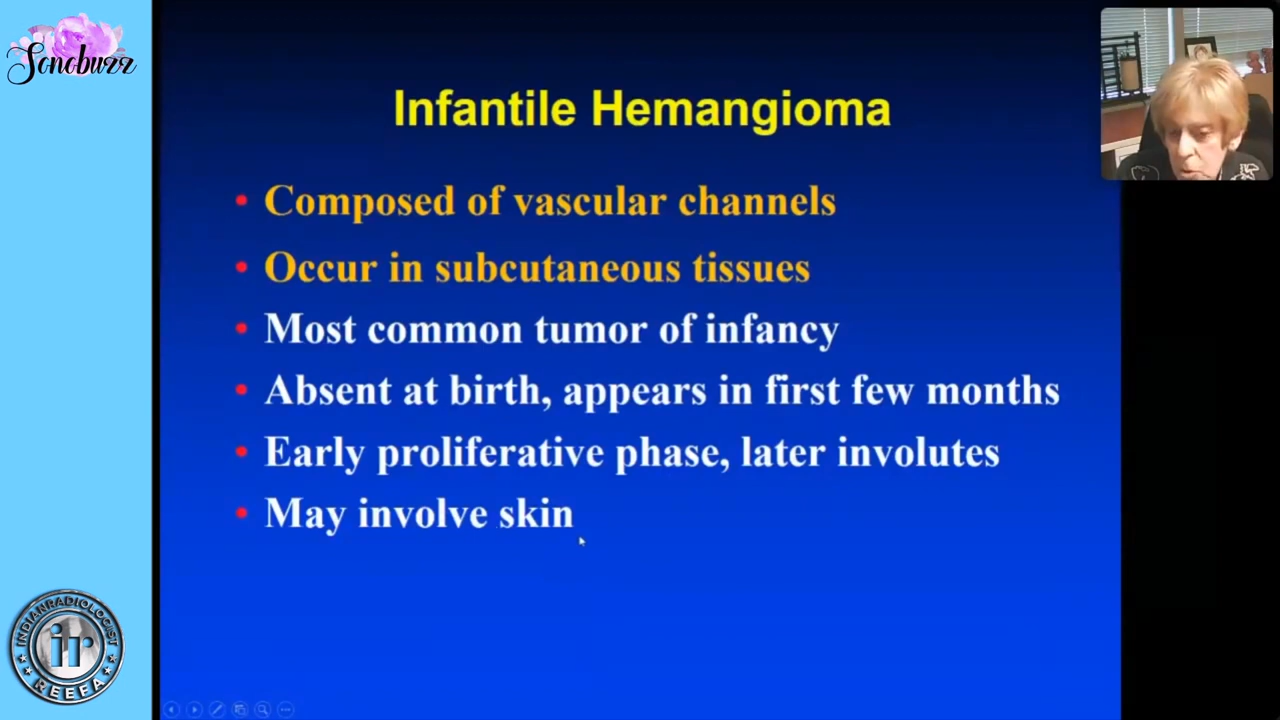 Sonobuzz
Infantile Hemangioma
• Composed of vascular channels
• Occur in subcutaneous tissues
• Most common tumor of infancy
• Absent at birth, appears in first few months
• Early proliferative phase, later involutes
• May involve skin
INDIANRADIOLOGIST
ir
REEFA